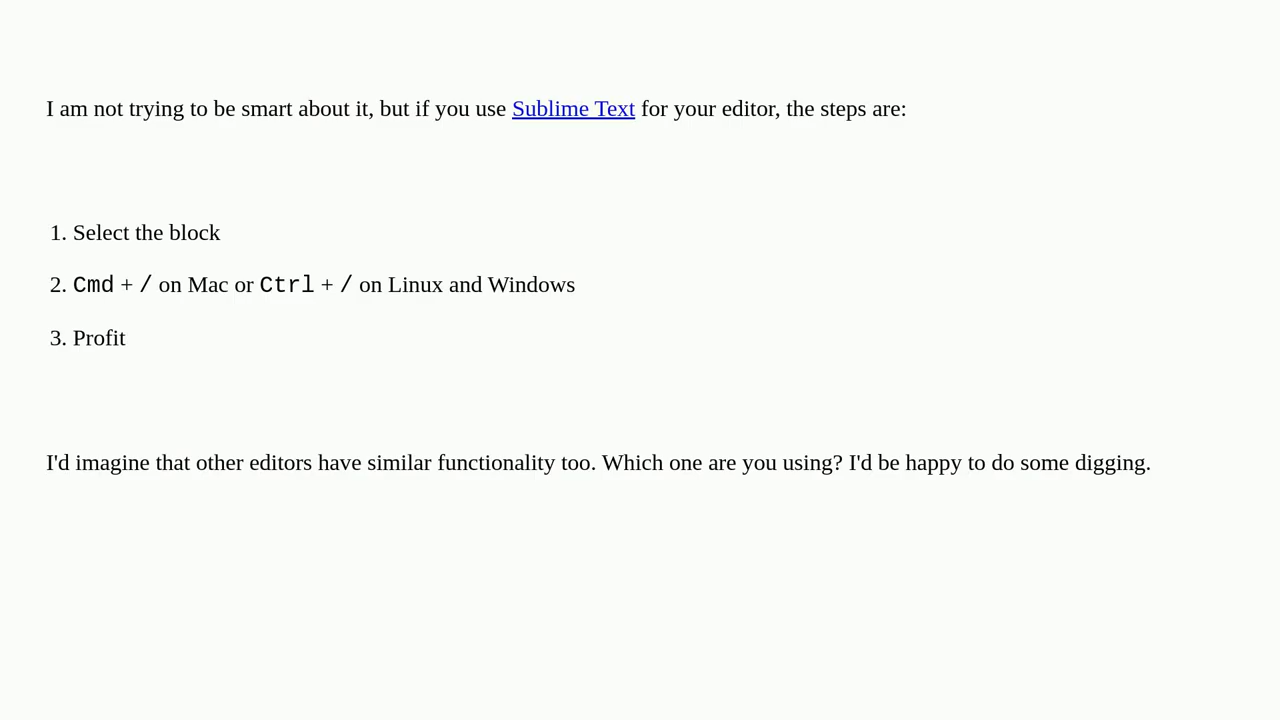 I am not trying to be smart about it, but if you use Sublime Text for your editor, the steps are:
1. Select the block
2. Cmd + / on Mac or Ctrl + / on Linux and Windows
3. Profit
I'd imagine that other editors have similar functionality too. Which one are you using? I'd be happy to do some digging.